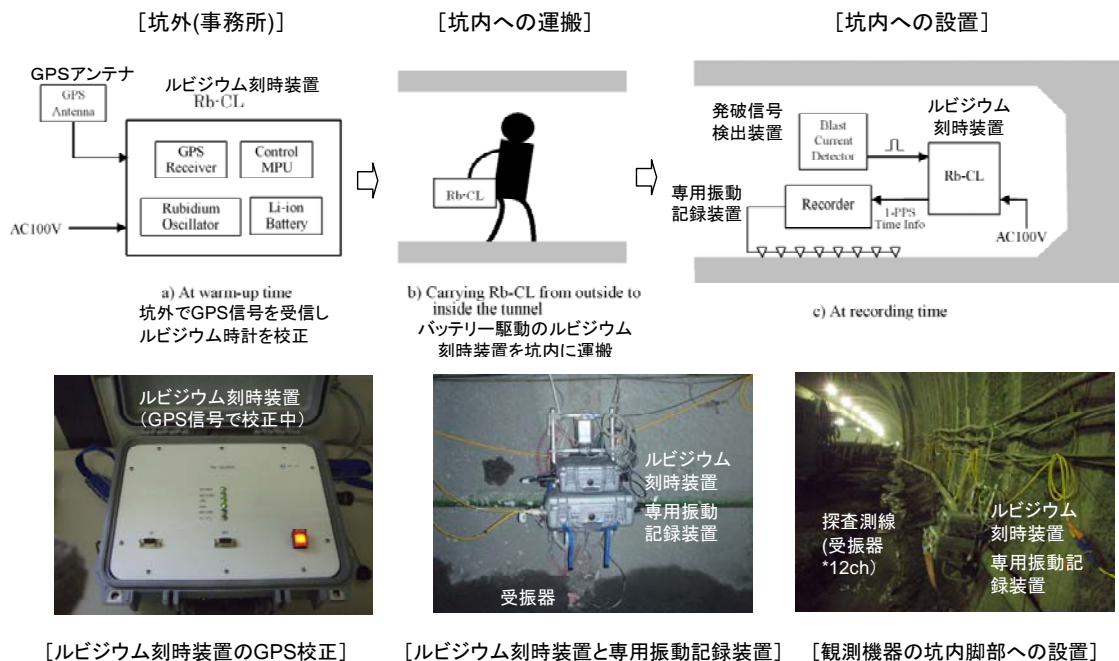 [坑外(事務所)]
[坑内への運搬]
[坑内への設置]
GPSアンテナ
GPS
Antenna
ルビジウム刻時装置
Rb-CL
GPS
Receiver
Control
MPU
Rubidium
Oscillator
Li-ion
Battery
AC100V
a) At warm-up time
坑外でGPS信号を受信し
ルビジウム時計を校正
Rb-CL
b) Carrying Rb-CL from outside to
inside the tunnel
バッテリー駆動のルビジウム
刻時装置を坑内に運搬
発破信号
検出装置
Blast
Current
Detector
ルビジウム
刻時装置
Rb-CL
専用振動
記録装置
Recorder
1-PPS
Time Info
AC100V
c) At recording time
ルビジウム刻時装置
(GPS信号で校正中)
ルビジウム
刻時装置
専用振動
記録装置
受振器
探査測線
(受振器
*12ch)
ルビジウム
刻時装置
専用振動記
録装置
[ルビジウム刻時装置のGPS校正]
[ルビジウム刻時装置と専用振動記録装置]
[観測機器の坑内脚部への設置]